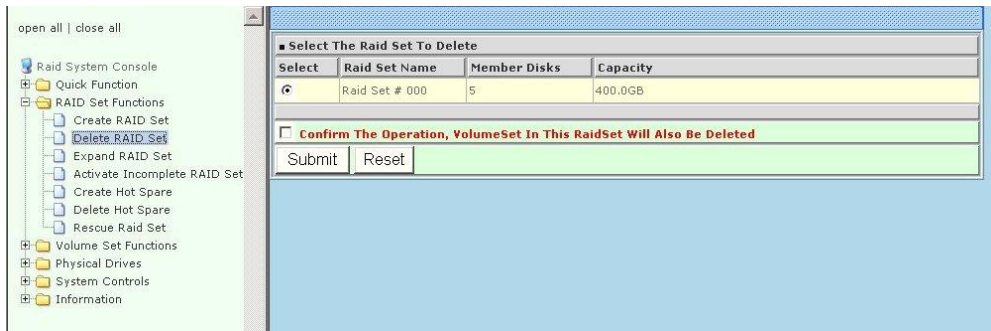 open all | close all
Raid System Console
Quick Function
RAID Set Functions
Create RAID Set
Delete RAID Set
Expand RAID Set
Activate Incomplete RAID Set
Create Hot Spare
Delete Hot Spare
Rescue Raid Set
Volume Set Functions
Physical Drives
System Controls
Information
Select The Raid Set To Delete
Select Raid Set Name Member Disks Capacity
Raid Set # 000 5 400.0GB
Confirm The Operation, VolumeSet In This RaidSet Will Also Be Deleted
Submit Reset